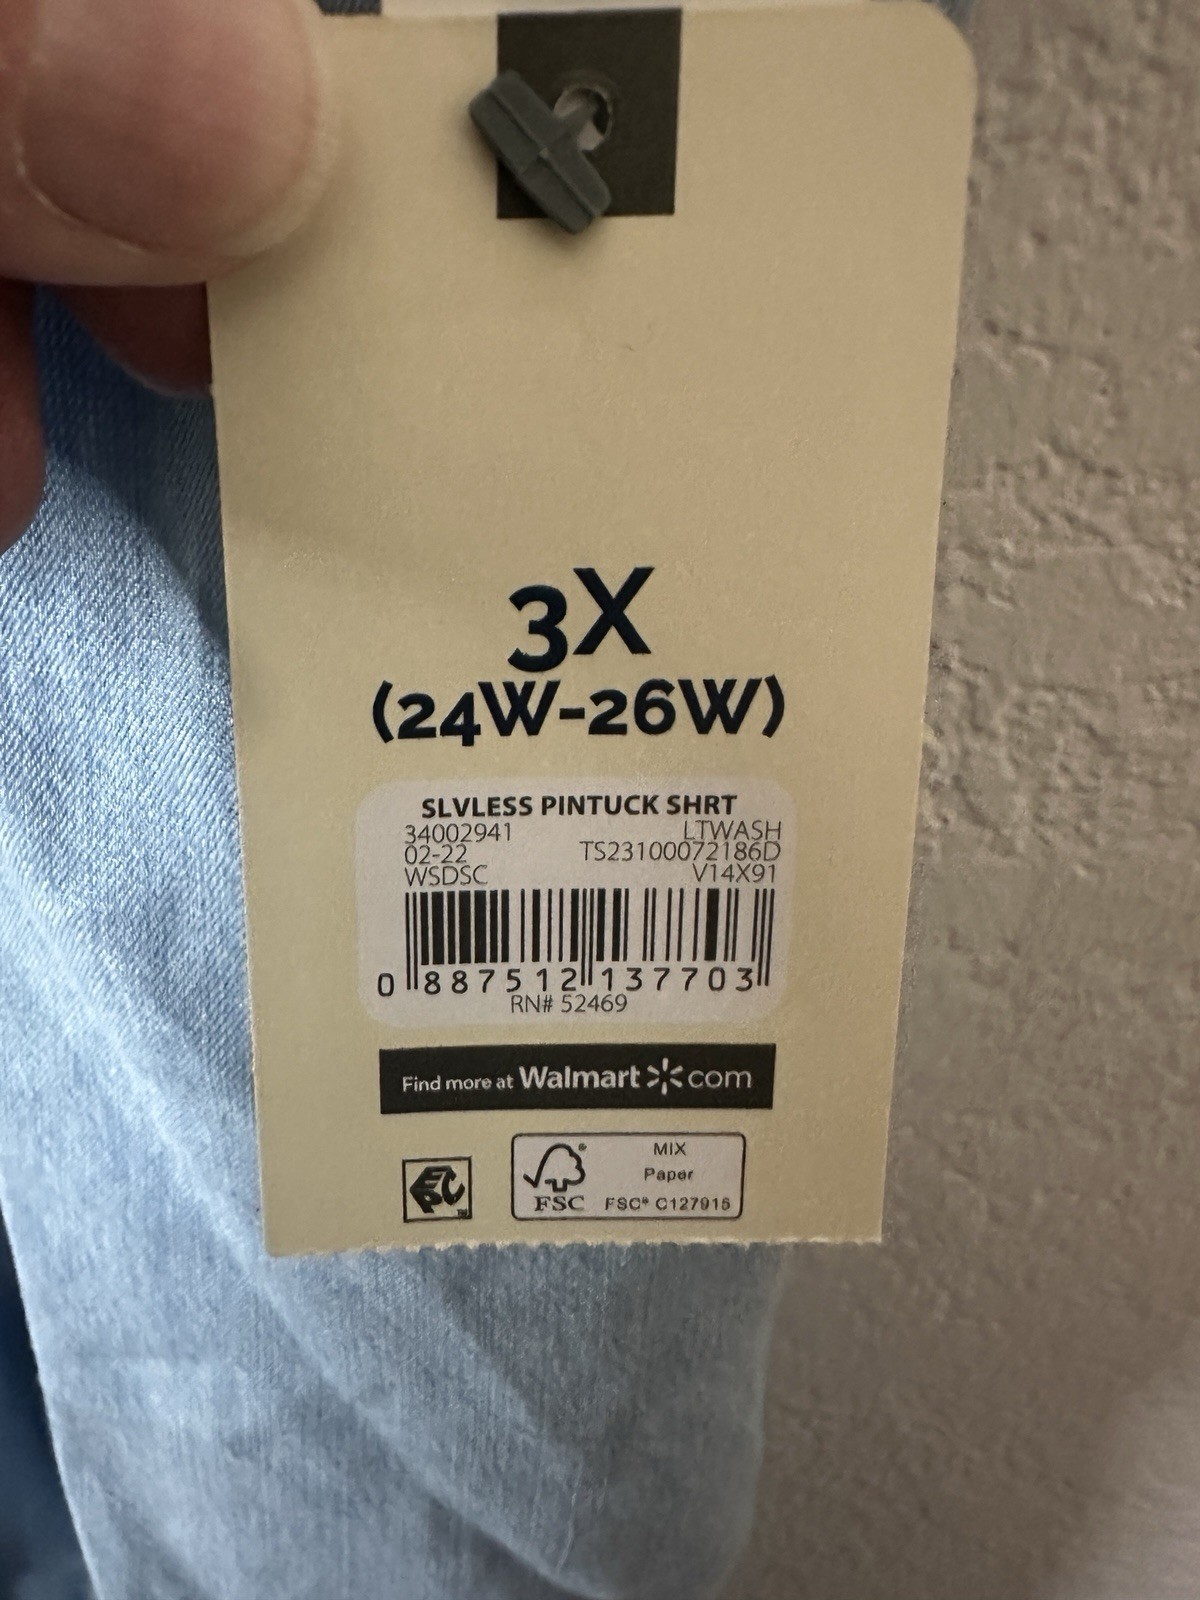 3X
(24W-26W)
SLVLESS PINTUCK SHRT
34002941 LTWASH
02-22 TS23100072186D
WSDSC V14X91
0 887512 137703
RN# 52469
Find more at Walmart com
EPC™
FSC®
MIX
Paper
FSC® C127915